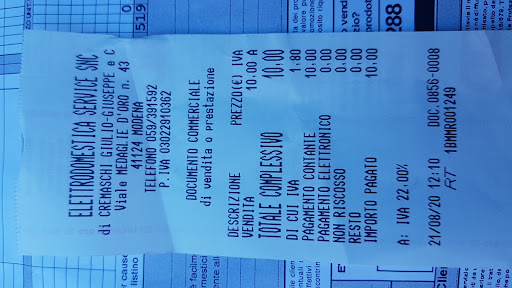 ELETTRODOMESTICA SERVICE SNC
di CREMASCHI GIULIO-GIUSEPPE e C
Viale MEDAGLIE D'ORO n. 43
41124 MODENA
TELEFONO 059/391592
P.IVA 03022910362
DOCUMENTO COMMERCIALE
di vendita o prestazione
DESCRIZIONE PREZZO(€) IVA
VENDITA 10.00 A
TOTALE COMPLESSIVO 10.00
DI CUI IVA 1.80
PAGAMENTO CONTANTE 10.00
PAGAMENTO ELETTRONICO 0.00
NON RISCOSSO 0.00
RESTO 0.00
IMPORTO PAGATO 10.00
A: IVA 22.00%
21/08/20 12:10 DOC.0856-0008
RT 18MMR001249
519
288